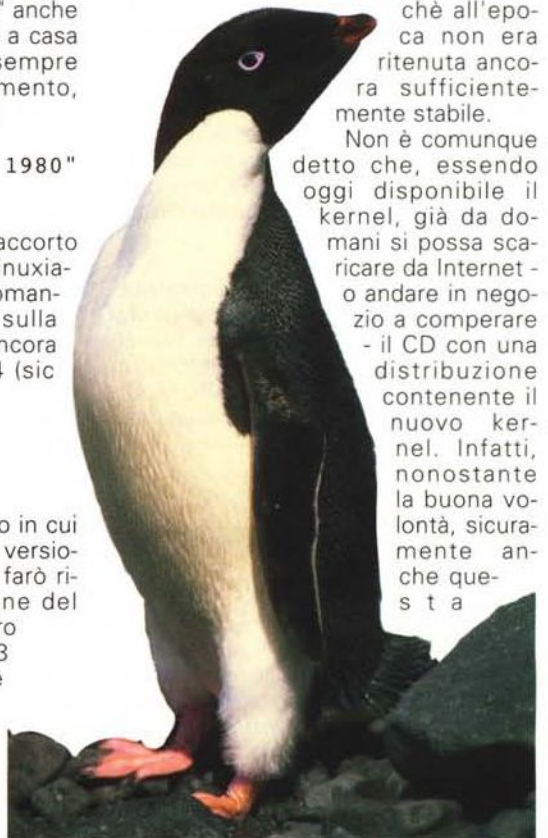 " anche
a casa
sempre
mento,
1980"
accorto
inuxia-
oman-
sulla
ncora
4 (sic
o in cui
versio-
farò ri-
ne del
ro
3
e
chè all'epo-
ca non era
ritenuta anco-
ra sufficiente-
mente stabile.
Non è comunque
detto che, essendo
oggi disponibile il
kernel, già da do-
mani si possa sca-
ricare da Internet -
o andare in nego-
zio a comperare
- il CD con una
distribuzione
contenente il
nuovo ker-
nel. Infatti,
nonostante
la buona vo-
lontà, sicura-
mente an-
che que-
s t a